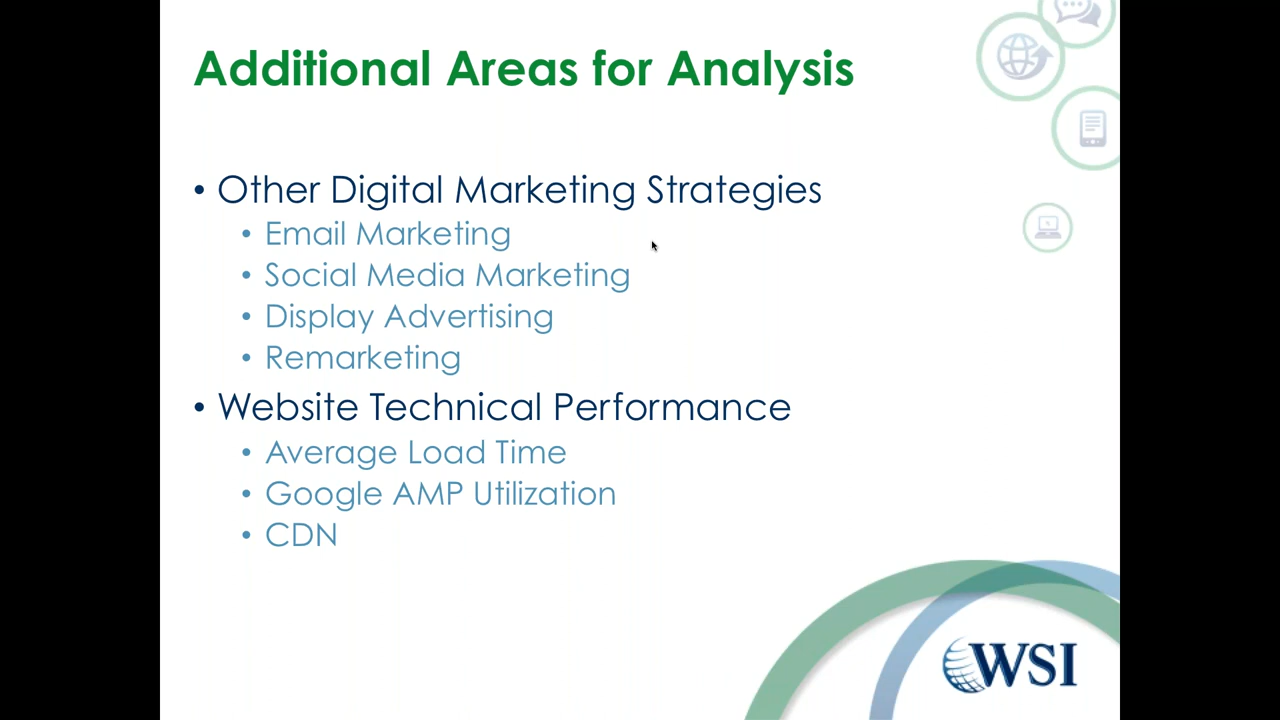 Additional Areas for Analysis
• Other Digital Marketing Strategies
• Email Marketing
• Social Media Marketing
• Display Advertising
• Remarketing
• Website Technical Performance
• Average Load Time
• Google AMP Utilization
• CDN
WSI